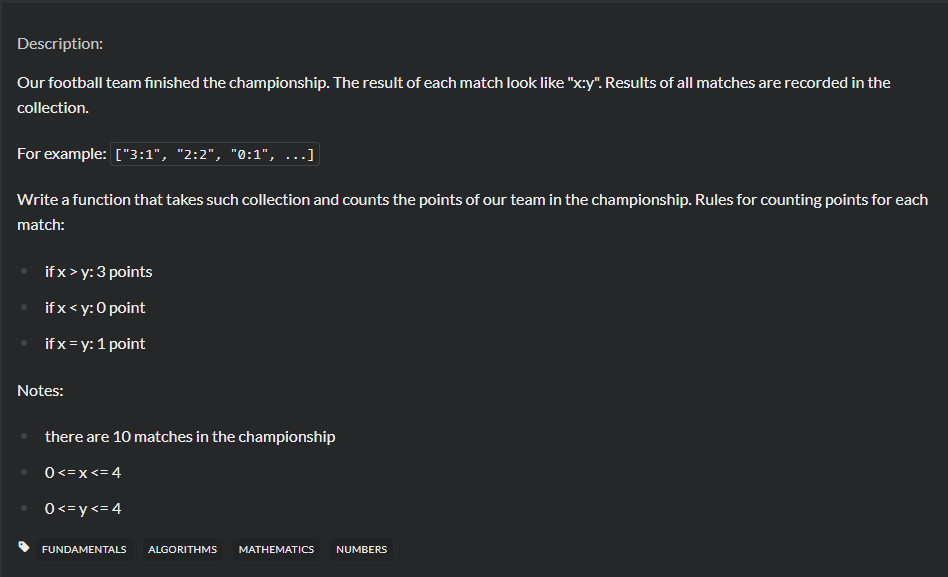 Description:
Our football team finished the championship. The result of each match look like "x:y". Results of all matches are recorded in the
collection.
For example: ["3:1", "2:2", "0:1", ...]
Write a function that takes such collection and counts the points of our team in the championship. Rules for counting points for each
match:
if x > y: 3 points
if x < y: 0 point
if x = y: 1 point
Notes:
there are 10 matches in the championship
0 <= x <= 4
0 <= y <= 4
FUNDAMENTALS ALGORITHMS MATHEMATICS NUMBERS